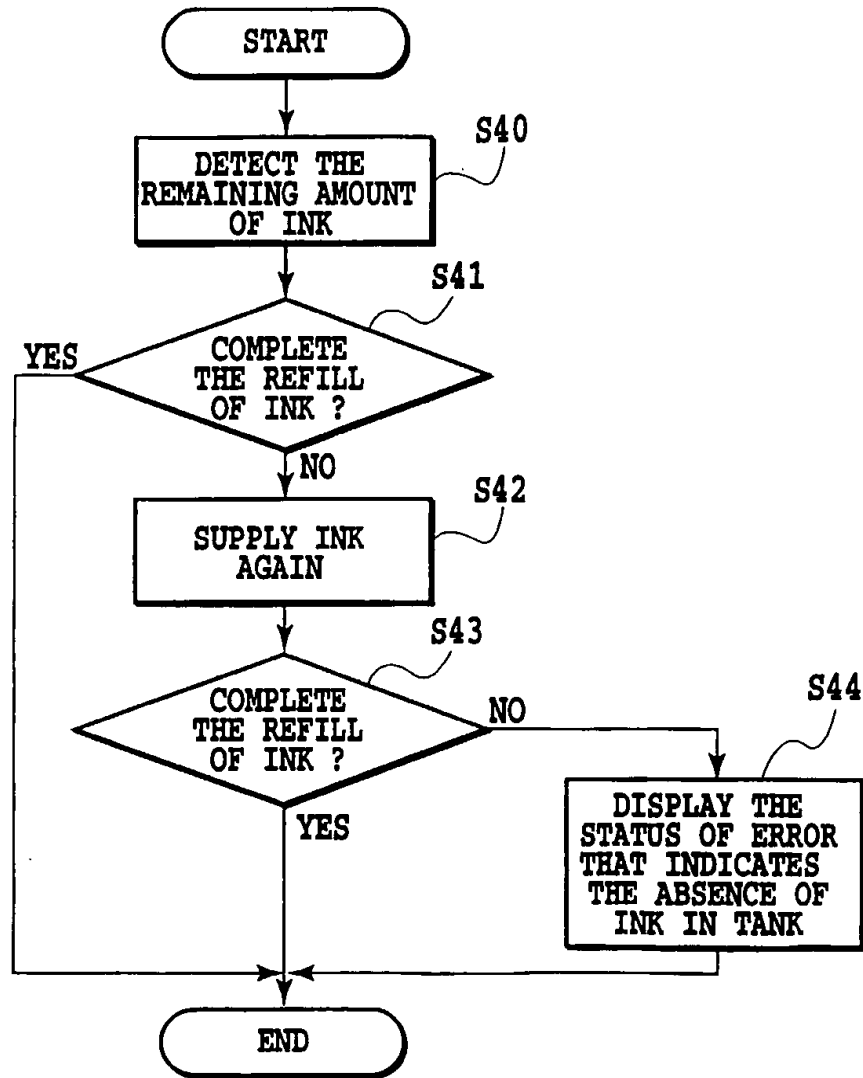 START
S40
DETECT THE
REMAINING AMOUNT
OF INK
S41
YES
COMPLETE
THE REFILL
OF INK ?
NO
S42
SUPPLY INK
AGAIN
S43
COMPLETE
THE REFILL
OF INK ?
NO
S44
YES
DISPLAY THE
STATUS OF ERROR
THAT INDICATES
THE ABSENCE OF
INK IN TANK
END